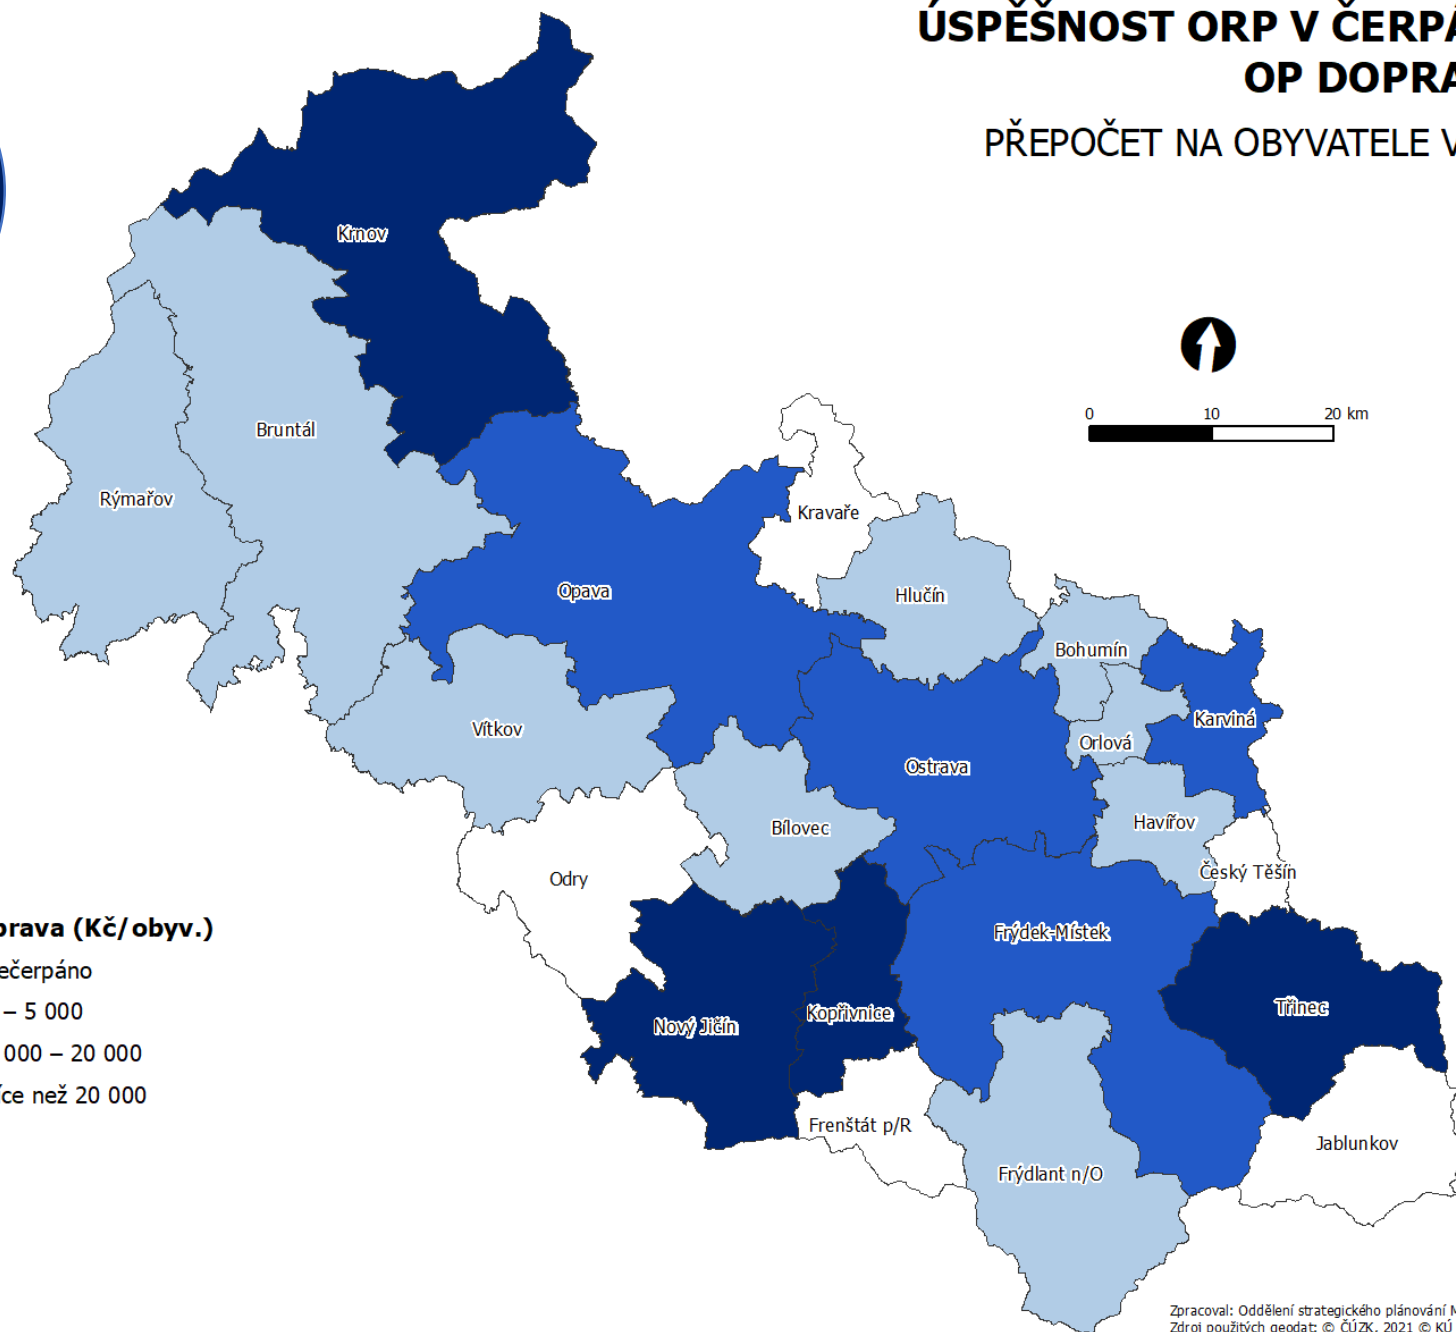 ÚSPĚŠNOST ORP V ČERPÁ
OP DOPRA
PŘEPOČET NA OBYVATELE V
Krnov
0 10 20 km
Bruntál
Rýmařov
Kravaře
Opava
Hlučín
Bohumín
Karviná
Vítkov
Orlová
Ostrava
Havířov
Bílovec
Český Těšín
Odry
Frýdek-Místek
prava (Kč/obyv.)
ečerpáno
– 5 000
000 – 20 000
íce než 20 000
Třinec
Kopřivnice
Nový Jičín
Frenštát p/R
Jablunkov
Frýdlant n/O
Zpracoval: Oddělení strategického plánování M
Zdroj použitých geodat: © ČÚZK, 2021 © KÚ